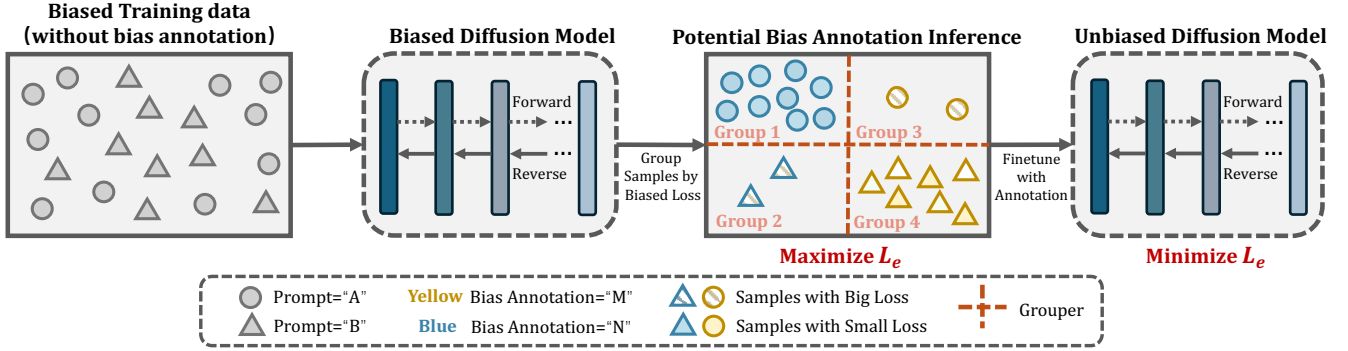 Biased Training data
(without bias annotation)
Biased Diffusion Model
Forward
...
...
Reverse
Group
Samples by
Biased Loss
Potential Bias Annotation Inference
Group 1
Group 3
Group 2
Group 4
Maximize L_e
Finetune
with
Annotation
Unbiased Diffusion Model
Forward
...
...
Reverse
Minimize L_e
Prompt="A"
Yellow Bias Annotation="M"
Samples with Big Loss
Prompt="B"
Blue Bias Annotation="N"
Samples with Small Loss
Grouper